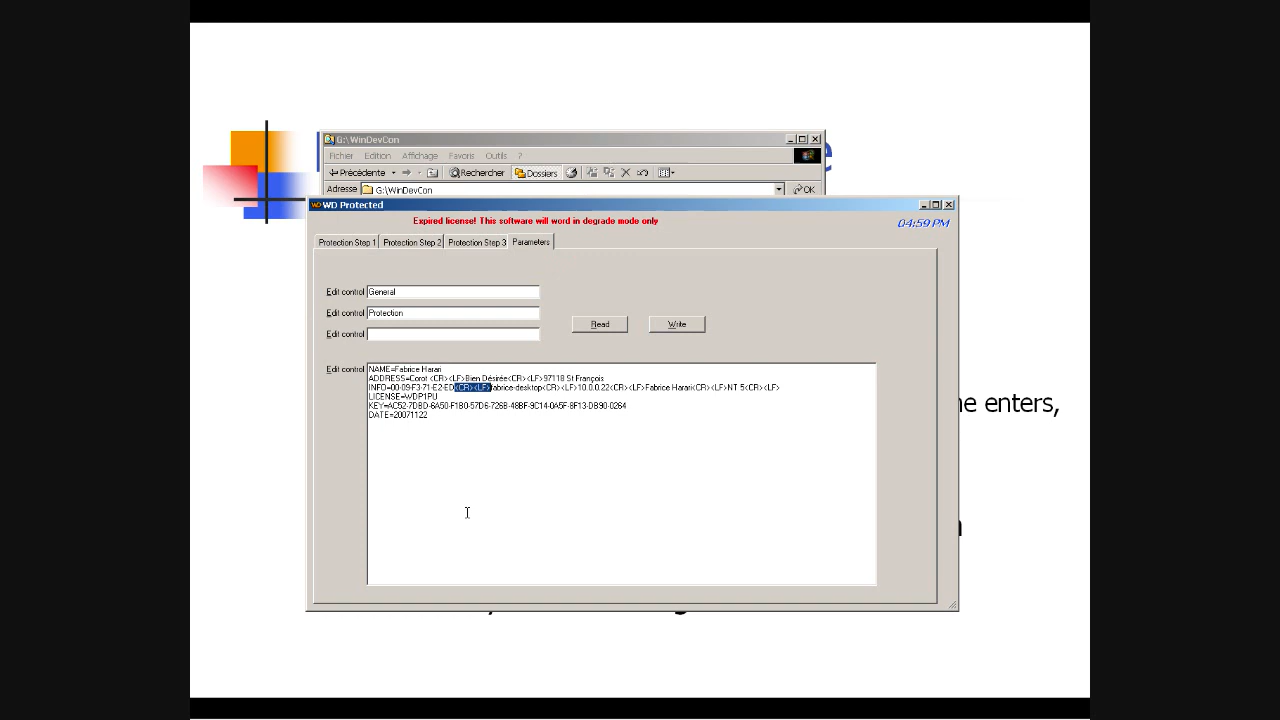 e
G:\WinDevCon
Fichier Edition Affichage Favoris Outils ?
Précédente Rechercher Dossiers
Adresse G:\WinDevCon OK
WD Protected
Expired license! This software will word in degrade mode only
04:59 PM
Protection Step 1 Protection Step 2 Protection Step 3 Parameters
Edit control General
Edit control Protection
Read Write
Edit control
Edit control
NAME=Fabrice Harari
ADDRESS=Corot <CR><LF>Bien Désirée<CR><LF>97118 St François
INFO=00-09-F3-71-E2-ED<CR><LF>fabrice-desktop<CR><LF>10.0.0.22<CR><LF>Fabrice Harari<CR><LF>NT 5<CR><LF>
LICENSE=WDP1PU
KEY=AC52-7DBD-6A50-F1B0-57D6-726B-48BF-9C14-0A5F-8F13-DB90-0264
DATE=20071122
he enters,